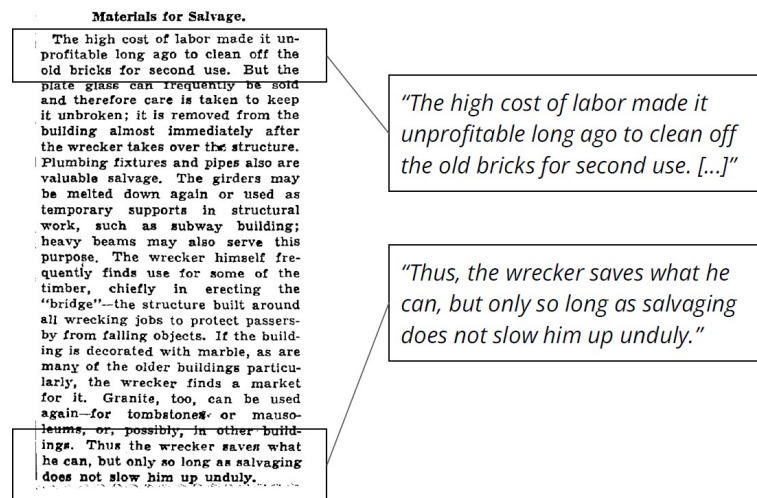 Materials for Salvage.
The high cost of labor made it un-
profitable long ago to clean off the
old bricks for second use. But the
plate glass can frequently be sold
and therefore care is taken to keep
it unbroken; it is removed from the
building almost immediately after
the wrecker takes over the structure.
Plumbing fixtures and pipes also are
valuable salvage. The girders may
be melted down again or used as
temporary supports in structural
work, such as subway building;
heavy beams may also serve this
purpose. The wrecker himself fre-
quently finds use for some of the
timber, chiefly in erecting the
"bridge"—the structure built around
all wrecking jobs to protect passers-
by from falling objects. If the build-
ing is decorated with marble, as are
many of the older buildings particu-
larly, the wrecker finds a market
for it. Granite, too, can be used
again—for tombstones or mauso-
leums, or, possibly, in other build-
ings. Thus the wrecker saves what
he can, but only so long as salvaging
does not slow him up unduly.
“The high cost of labor made it
unprofitable long ago to clean off
the old bricks for second use. [...]”
“Thus, the wrecker saves what he
can, but only so long as salvaging
does not slow him up unduly.”